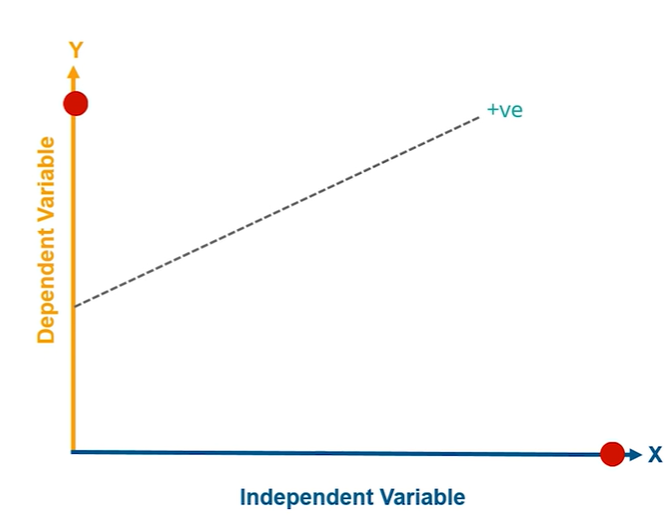 Y
+ve
Dependent Variable
X
Independent Variable